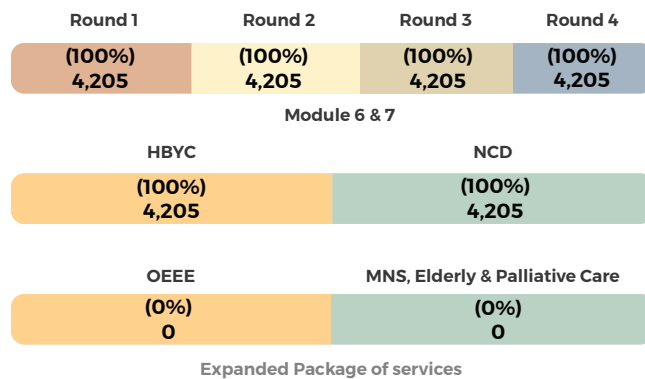 Round 1 Round 2 Round 3 Round 4
(100%) (100%) (100%) (100%)
4,205 4,205 4,205 4,205
Module 6 & 7
HBYC NCD
(100%) (100%)
4,205 4,205
OEEE MNS, Elderly & Palliative Care
(0%) (0%)
0 0
Expanded Package of services